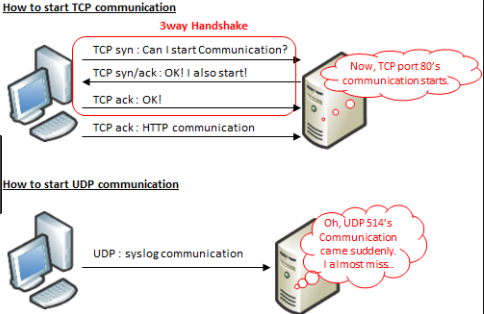 How to start TCP communication
3way Handshake
TCP syn : Can I start Communication?
TCP syn/ack : OK! I also start!
TCP ack : OK!
TCP ack : HTTP communication
Now, TCP port 80's
communication starts.
How to start UDP communication
UDP : syslog communication
Oh, UDP 514's
Communication
came suddenly.
I almost miss...